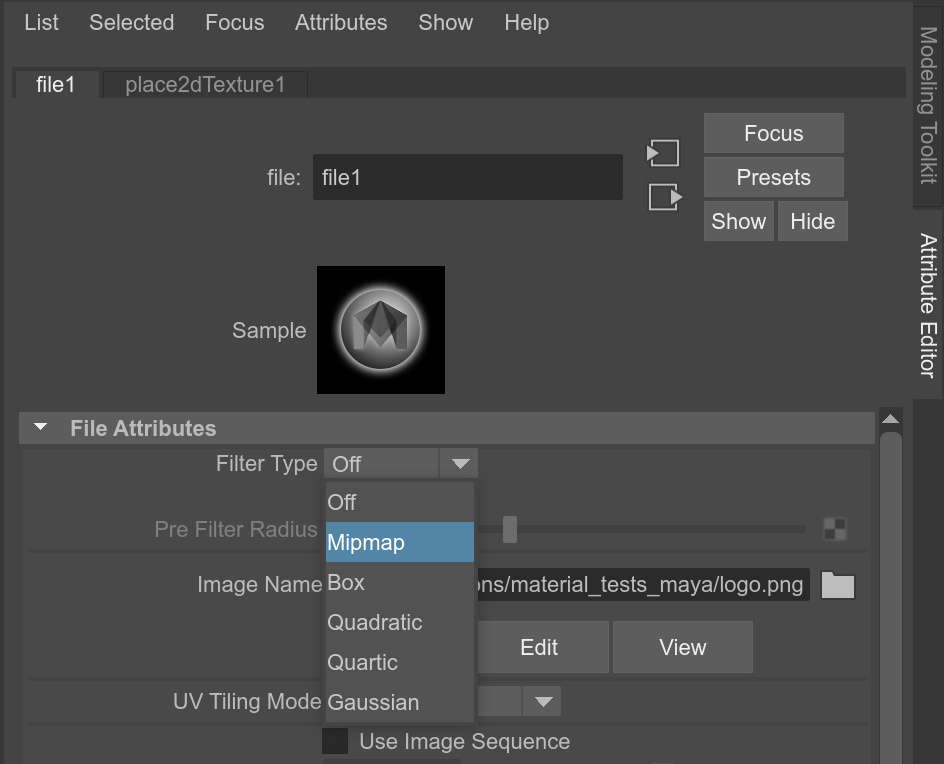 List Selected Focus Attributes Show Help
file1 place2dTexture1
Modeling Toolkit
Attribute Editor
Focus
file: file1
Presets
Show Hide
Sample
File Attributes
Filter Type Off
Off
Pre Filter Radius
Mipmap
Image Name ons/material_tests_maya/logo.png
Box
Quadratic
Edit View
Quartic
UV Tiling Mode
Gaussian
Use Image Sequence